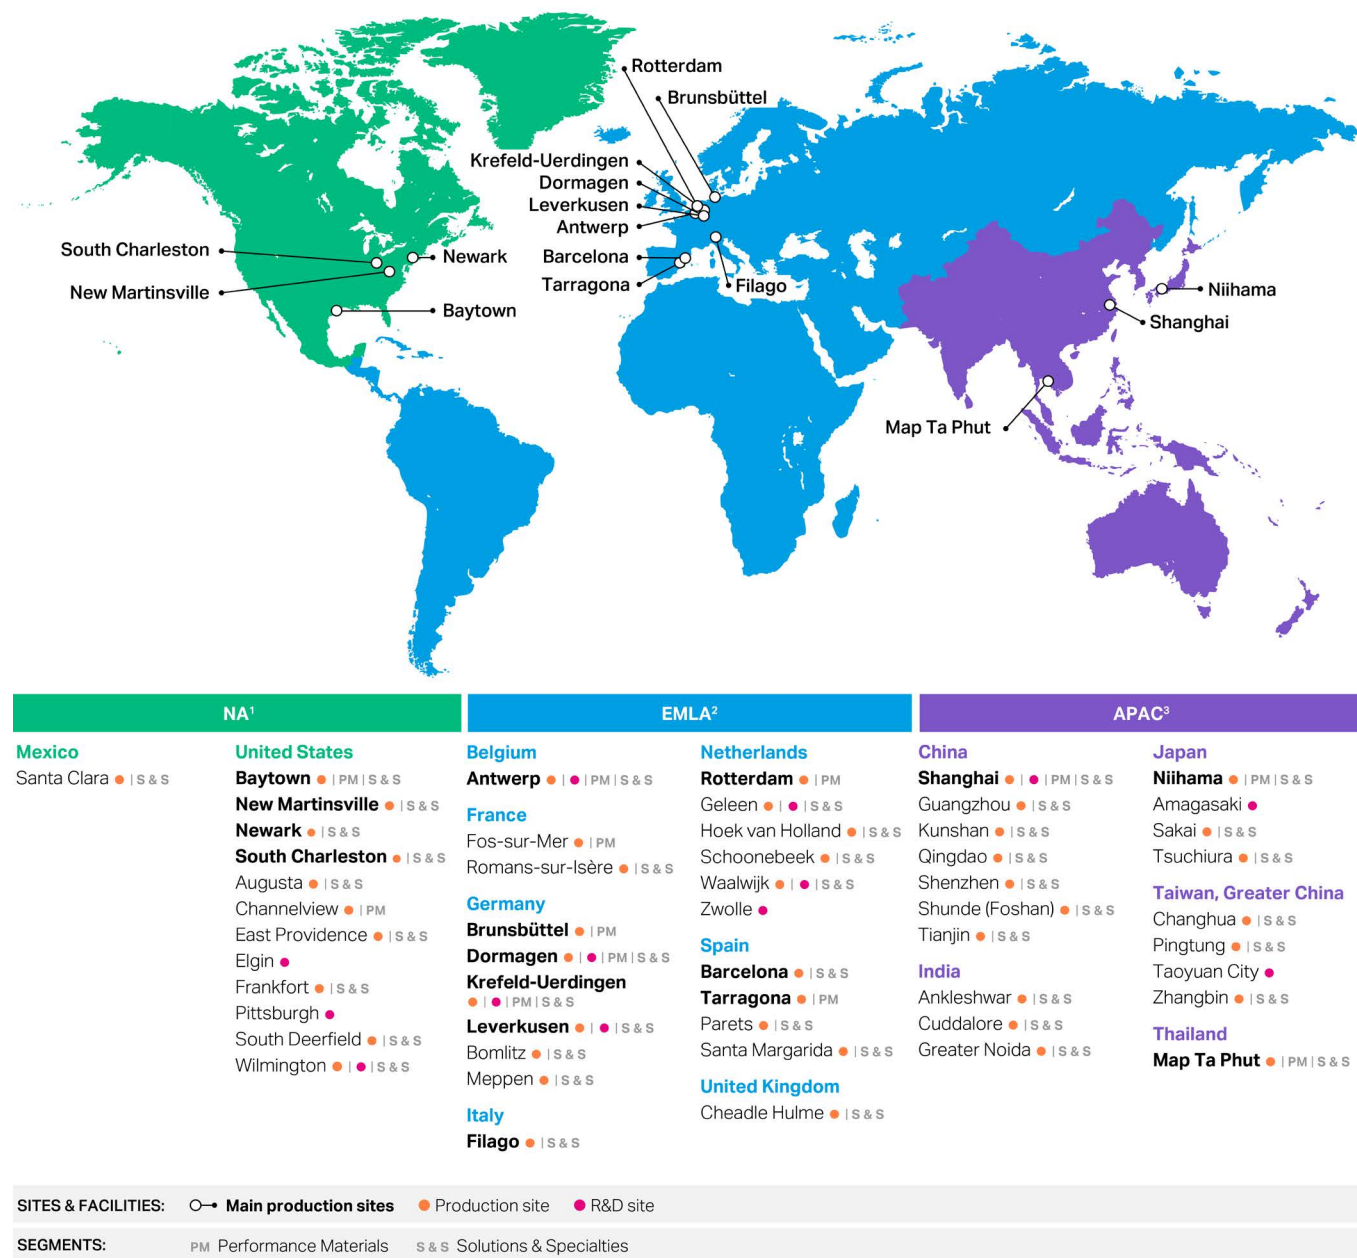 Rotterdam
Brunsbüttel
Krefeld-Uerdingen
Dormagen
Leverkusen
Antwerp
South Charleston
Newark
Barcelona
New Martinsville
Tarragona
Filago
Niihama
Baytown
Shanghai
Map Ta Phut
NA¹
Mexico
Santa Clara | S & S
United States
Baytown | PM | S & S
New Martinsville | S & S
Newark | S & S
South Charleston | S & S
Augusta | S & S
Channelview | PM
East Providence | S & S
Elgin
Frankfort | S & S
Pittsburgh
South Deerfield | S & S
Wilmington | | S & S
EMLA²
Belgium
Antwerp | | PM | S & S
France
Fos-sur-Mer | PM
Romans-sur-Isère | S & S
Germany
Brunsbüttel | PM
Dormagen | | PM | S & S
Krefeld-Uerdingen
| | PM | S & S
Leverkusen | | S & S
Bomlitz | S & S
Meppen | S & S
Italy
Filago | S & S
Netherlands
Rotterdam | PM
Geleen | | S & S
Hoek van Holland | S & S
Schoonebeek | S & S
Waalwijk | | S & S
Zwolle
Spain
Barcelona | S & S
Tarragona | PM
Parets | S & S
Santa Margarida | S & S
United Kingdom
Cheadle Hulme | S & S
APAC³
China
Shanghai | | PM | S & S
Guangzhou | S & S
Kunshan | S & S
Qingdao | S & S
Shenzhen | S & S
Shunde (Foshan) | S & S
Tianjin | S & S
India
Ankleshwar | S & S
Cuddalore | S & S
Greater Noida | S & S
Japan
Niihama | PM | S & S
Amagasaki
Sakai | S & S
Tsuchiura | S & S
Taiwan, Greater China
Changhua | S & S
Pingtung | S & S
Taoyuan City
Zhangbin | S & S
Thailand
Map Ta Phut | PM | S & S
SITES & FACILITIES: Main production sites Production site R&D site
SEGMENTS: PM Performance Materials S & S Solutions & Specialties